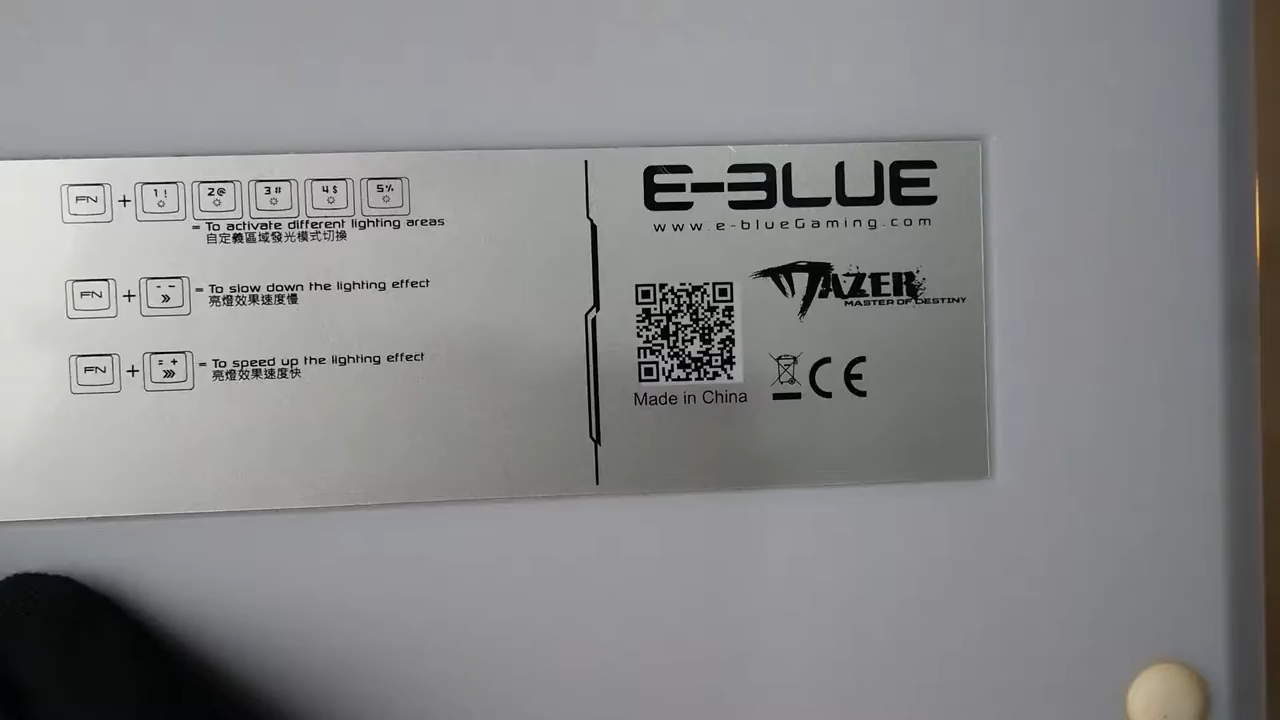 FN + 1 ! 2 @ 3 # 4 $ 5 %
= To activate different lighting areas
自定義區域發光模式切換
FN + - - = To slow down the lighting effect
亮燈效果速度慢
FN + = + = To speed up the lighting effect
亮燈效果速度快
E-BLUE
www.e-blueGaming.com
MAZER
MASTER OF DESTINY
Made in China
CE